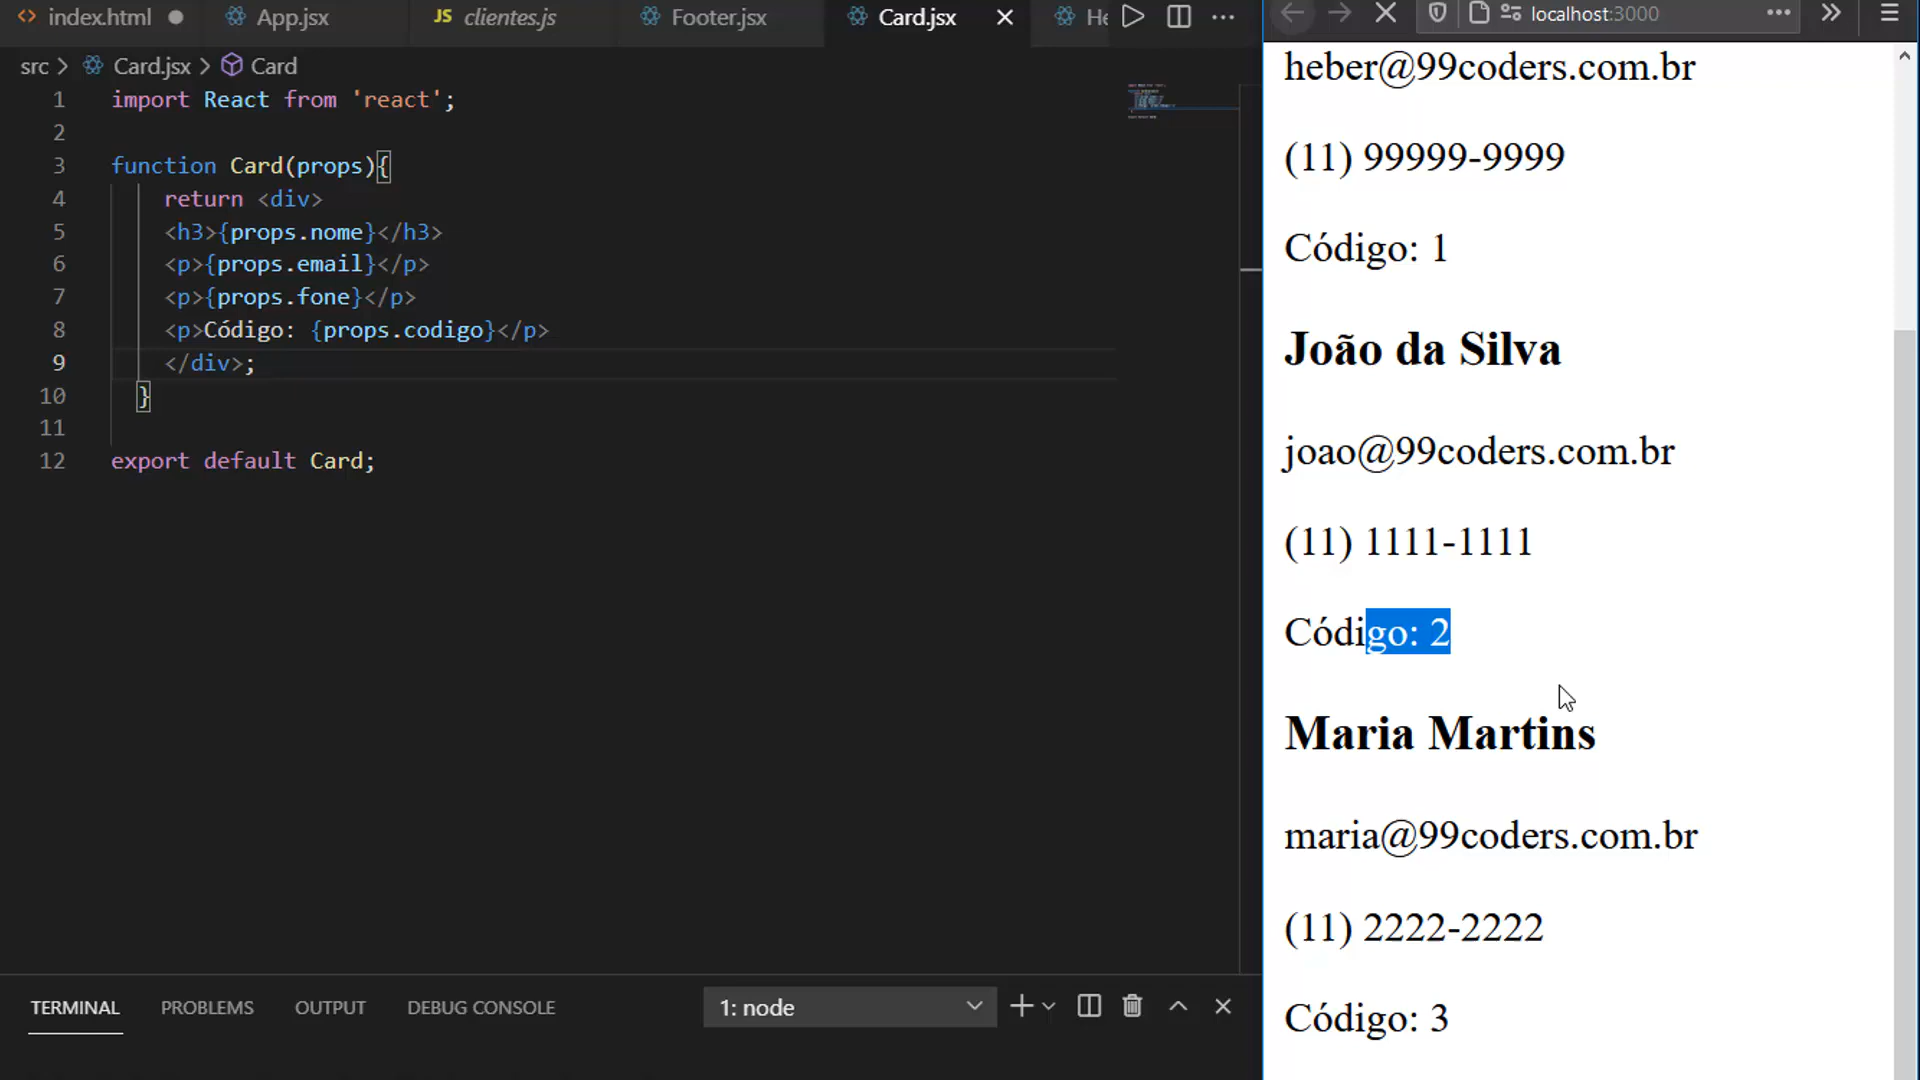 index.html
App.jsx
JS clientes.js
Footer.jsx
Card.jsx
He
src > Card.jsx > Card
1 import React from 'react';
2
3 function Card(props){
4 return <div>
5 <h3>{props.nome}</h3>
6 <p>{props.email}</p>
7 <p>{props.fone}</p>
8 <p>Código: {props.codigo}</p>
9 </div>;
10 }
11
12 export default Card;
TERMINAL
PROBLEMS
OUTPUT
DEBUG CONSOLE
1: node
localhost:3000
heber@99coders.com.br
(11) 99999-9999
Código: 1
João da Silva
joao@99coders.com.br
(11) 1111-1111
Código: 2
Maria Martins
maria@99coders.com.br
(11) 2222-2222
Código: 3